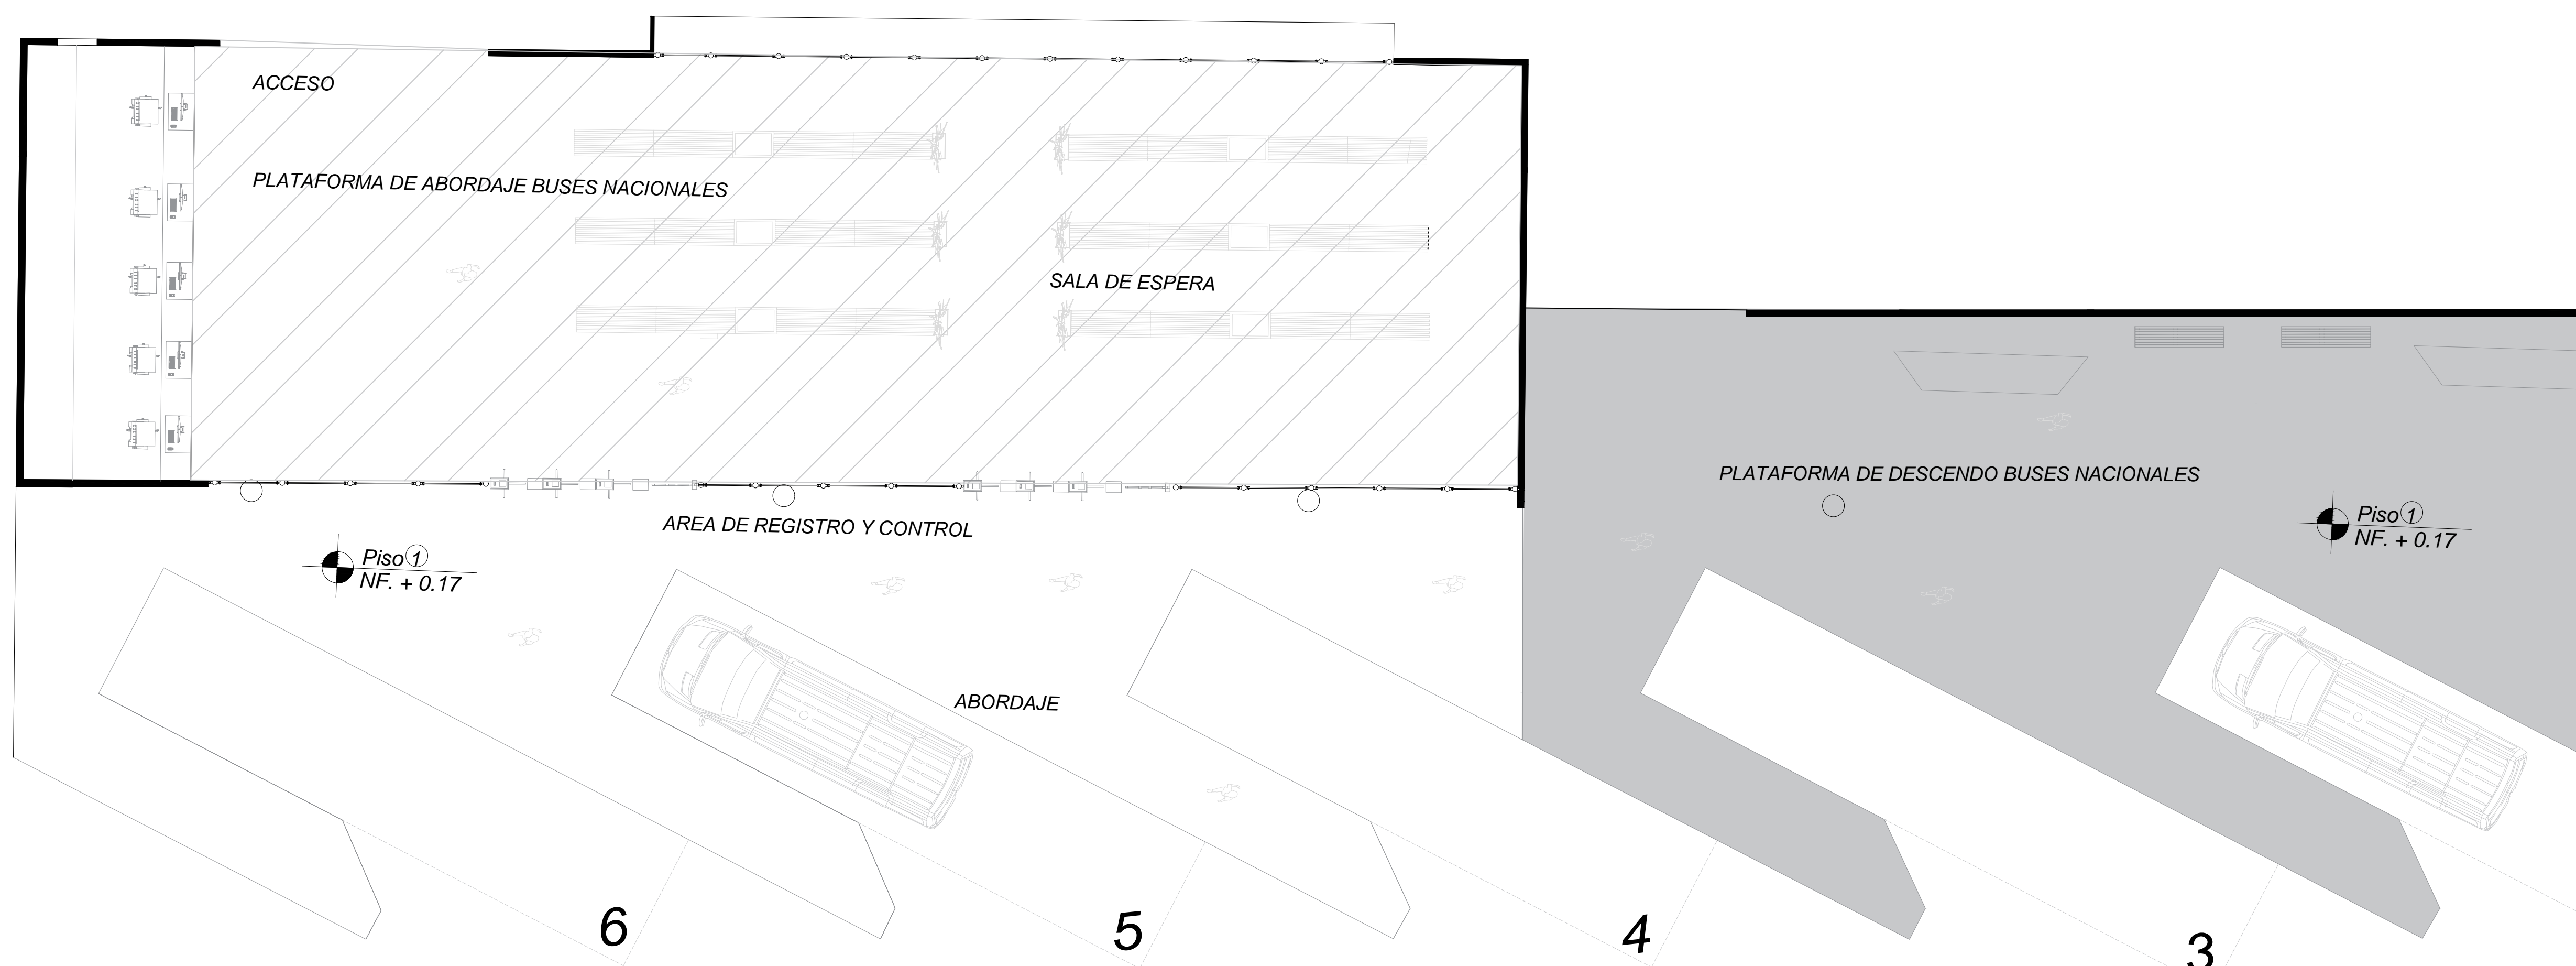 ACCESO
PLATAFORMA DE ABORDAJE BUSES NACIONALES
SALA DE ESPERA
PLATAFORMA DE DESCENDO BUSES NACIONALES
AREA DE REGISTRO Y CONTROL
Piso 1
NF. + 0.17
Piso 1
NF. + 0.17
ABORDAJE
6
5
4
3